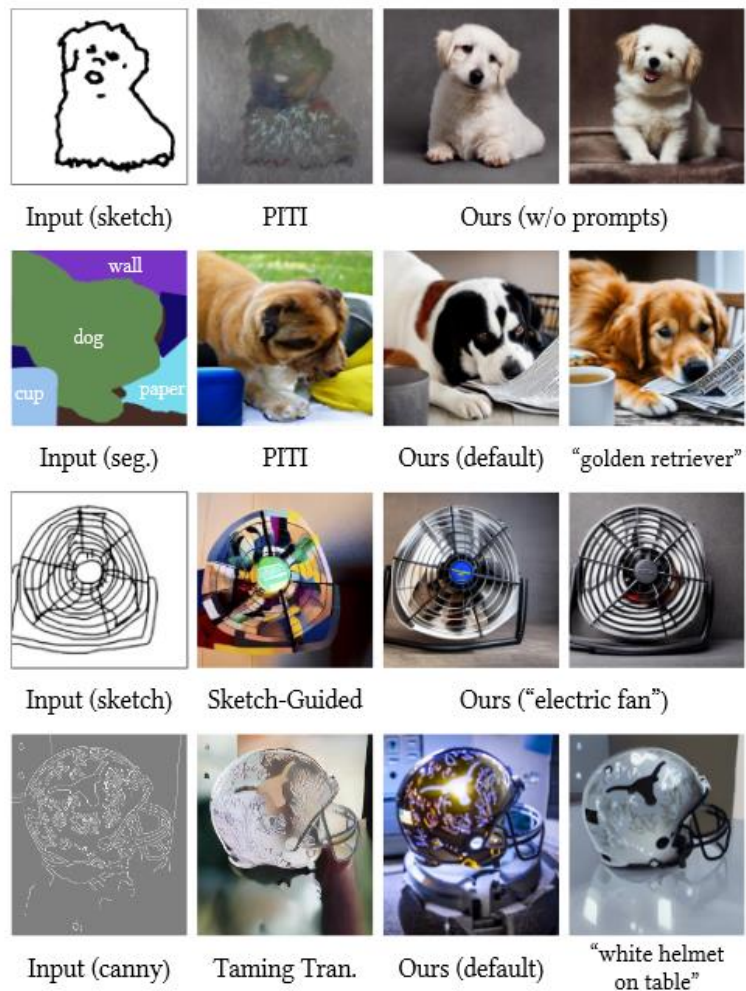 Input (sketch) PITI Ours (w/o prompts)
wall
dog
cup
paper
Input (seg.) PITI Ours (default) “golden retriever”
Input (sketch) Sketch-Guided Ours (“electric fan”)
Input (canny) Taming Tran. Ours (default) “white helmet
on table”